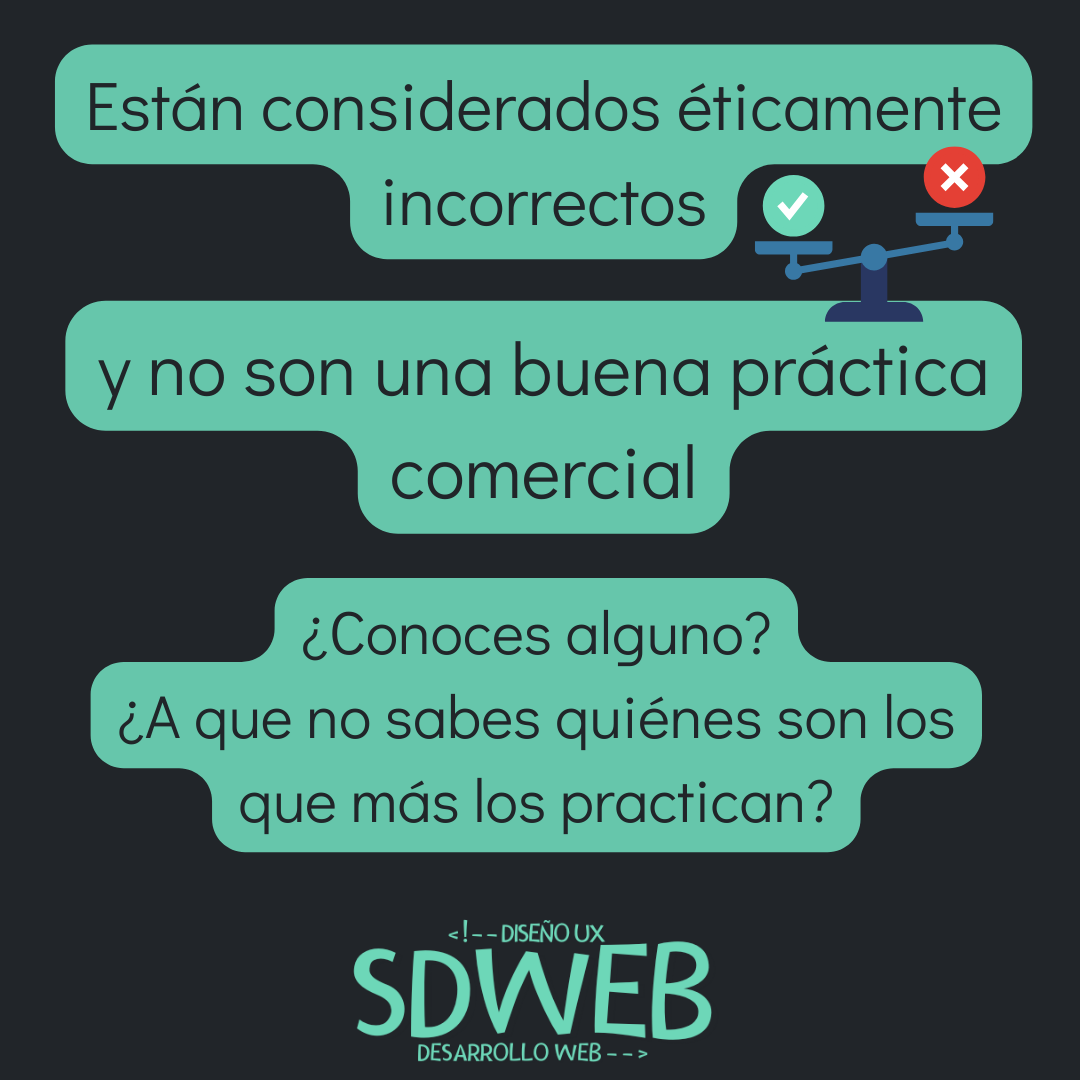 Están considerados éticamente
incorrectos
y no son una buena práctica
comercial
¿Conoces alguno?
¿A que no sabes quiénes son los
que más los practican?
<!--DISEÑO UX
SDWEB
DESARROLLO WEB-->